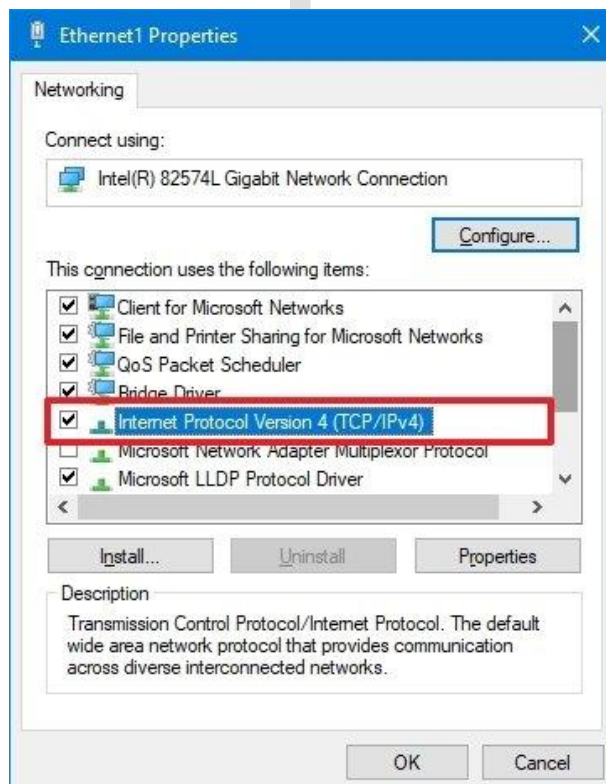 Ethernet1 Properties
Networking
Connect using:
Intel(R) 82574L Gigabit Network Connection
Configure...
This connection uses the following items:
Client for Microsoft Networks
File and Printer Sharing for Microsoft Networks
QoS Packet Scheduler
Bridge Driver
Internet Protocol Version 4 (TCP/IPv4)
Microsoft Network Adapter Multiplexor Protocol
Microsoft LLDP Protocol Driver
Install...
Uninstall
Properties
Description
Transmission Control Protocol/Internet Protocol. The default
wide area network protocol that provides communication
across diverse interconnected networks.
OK
Cancel